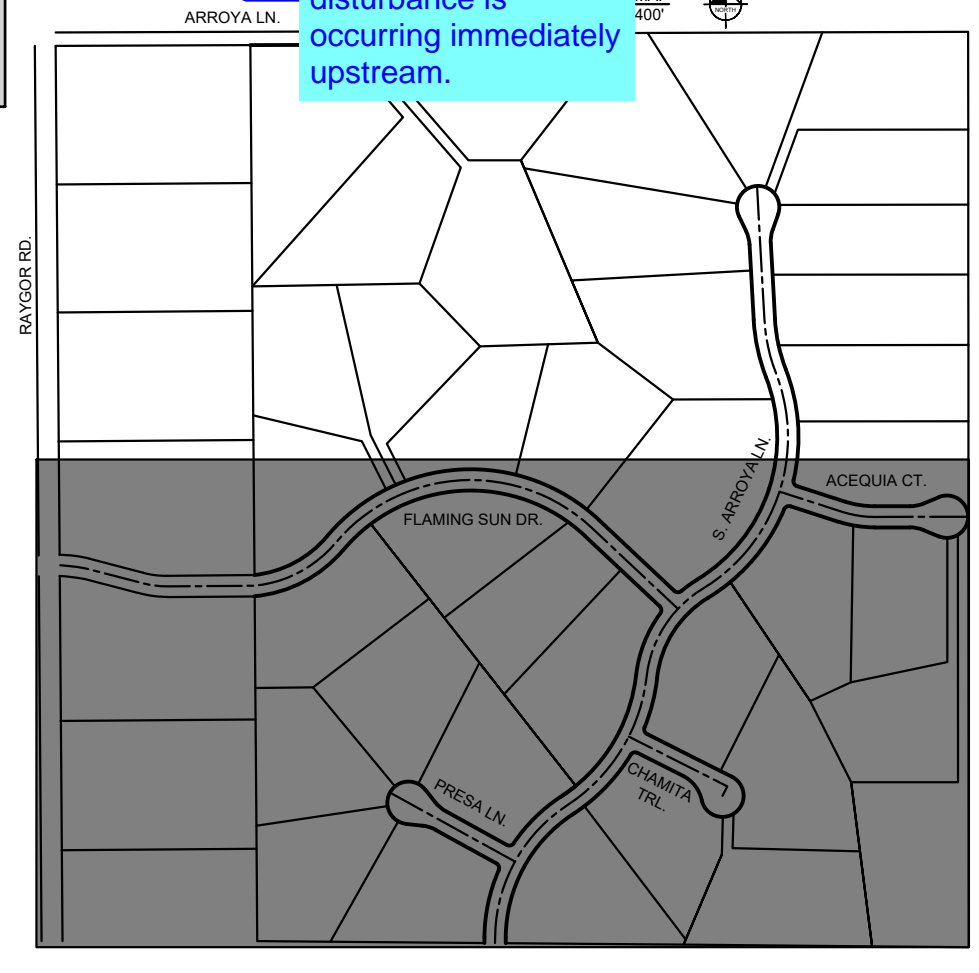 ARROYA LN.
disturbance is
occurring immediately
upstream.
400'
NORTH
RAYGOR RD.
S. ARROYA LN.
ACEQUIA CT.
FLAMING SUN DR.
CHAMITA
TRL.
PRESA LN.